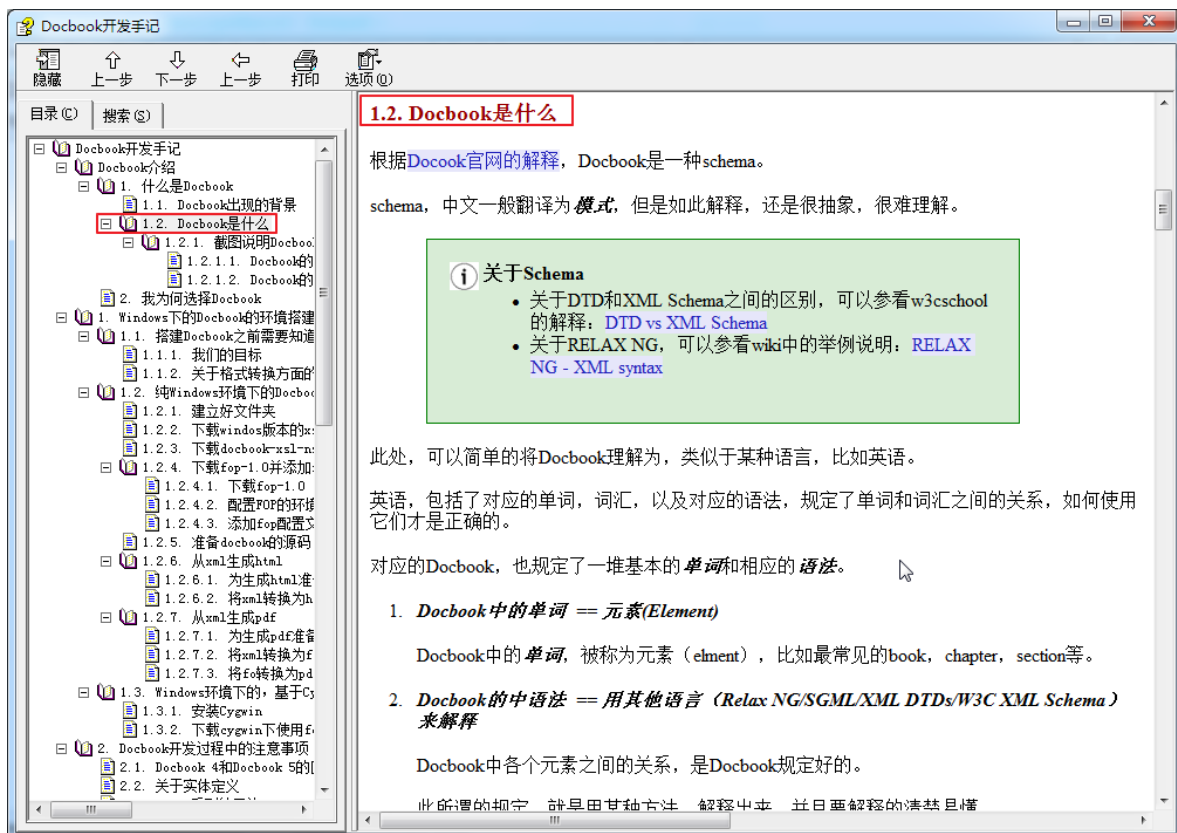 Docbook开发手记
隐藏 上一步 下一步 上一步 打印 选项(O)
目录(C) 搜索(S)
Docbook开发手记
Docbook介绍
1. 什么是Docbook
1.1. Docbook出现的背景
1.2. Docbook是什么
1.2.1. 截图说明Docboo
1.2.1.1. Docbook的
1.2.1.2. Docbook的
2. 我为何选择Docbook
1. Windows下的Docbook的环境搭建
1.1. 搭建Docbook之前需要知道
1.1.1. 我们的目标
1.1.2. 关于格式转换方面的
1.2. 纯Windows环境下的Docboo
1.2.1. 建立好文件夹
1.2.2. 下载windos版本的xs
1.2.3. 下载docbook-xsl-ns
1.2.4. 下载fop-1.0并添加
1.2.4.1. 下载fop-1.0
1.2.4.2. 配置FOP的环境
1.2.4.3. 添加fop配置文
1.2.5. 准备docbook的源码
1.2.6. 从xml生成html
1.2.6.1. 为生成html准
1.2.6.2. 将xml转换为h
1.2.7. 从xml生成pdf
1.2.7.1. 为生成pdf准备
1.2.7.2. 将xml转换为f
1.2.7.3. 将fo转换为pd
1.3. Windows环境下的，基于Cy
1.3.1. 安装Cygwin
1.3.2. 下载cygwin下使用f
2. Docbook开发过程中的注意事项
2.1. Docbook 4和Docbook 5的
2.2. 关于实体定义
1.2. Docbook是什么
根据Docook官网的解释，Docbook是一种schema。
schema，中文一般翻译为模式，但是如此解释，还是很抽象，很难理解。
关于Schema
• 关于DTD和XML Schema之间的区别，可以参看w3cschool
的解释：DTD vs XML Schema
• 关于RELAX NG，可以参看wiki中的举例说明：RELAX
NG - XML syntax
此处，可以简单的将Docbook理解为，类似于某种语言，比如英语。
英语，包括了对应的单词，词汇，以及对应的语法，规定了单词和词汇之间的关系，如何使用
它们才是正确的。
对应的Docbook，也规定了一堆基本的单词和相应的语法。
1. Docbook中的单词 == 元素(Element)
Docbook中的单词，被称为元素（elment），比如最常见的book，chapter，section等。
2. Docbook的中语法 == 用其他语言（Relax NG/SGML/XML DTDs/W3C XML Schema）
来解释
Docbook中各个元素之间的关系，是Docbook规定好的。
此所谓的规定，就是用某种方法，解释出来，并且要解释的清楚易懂